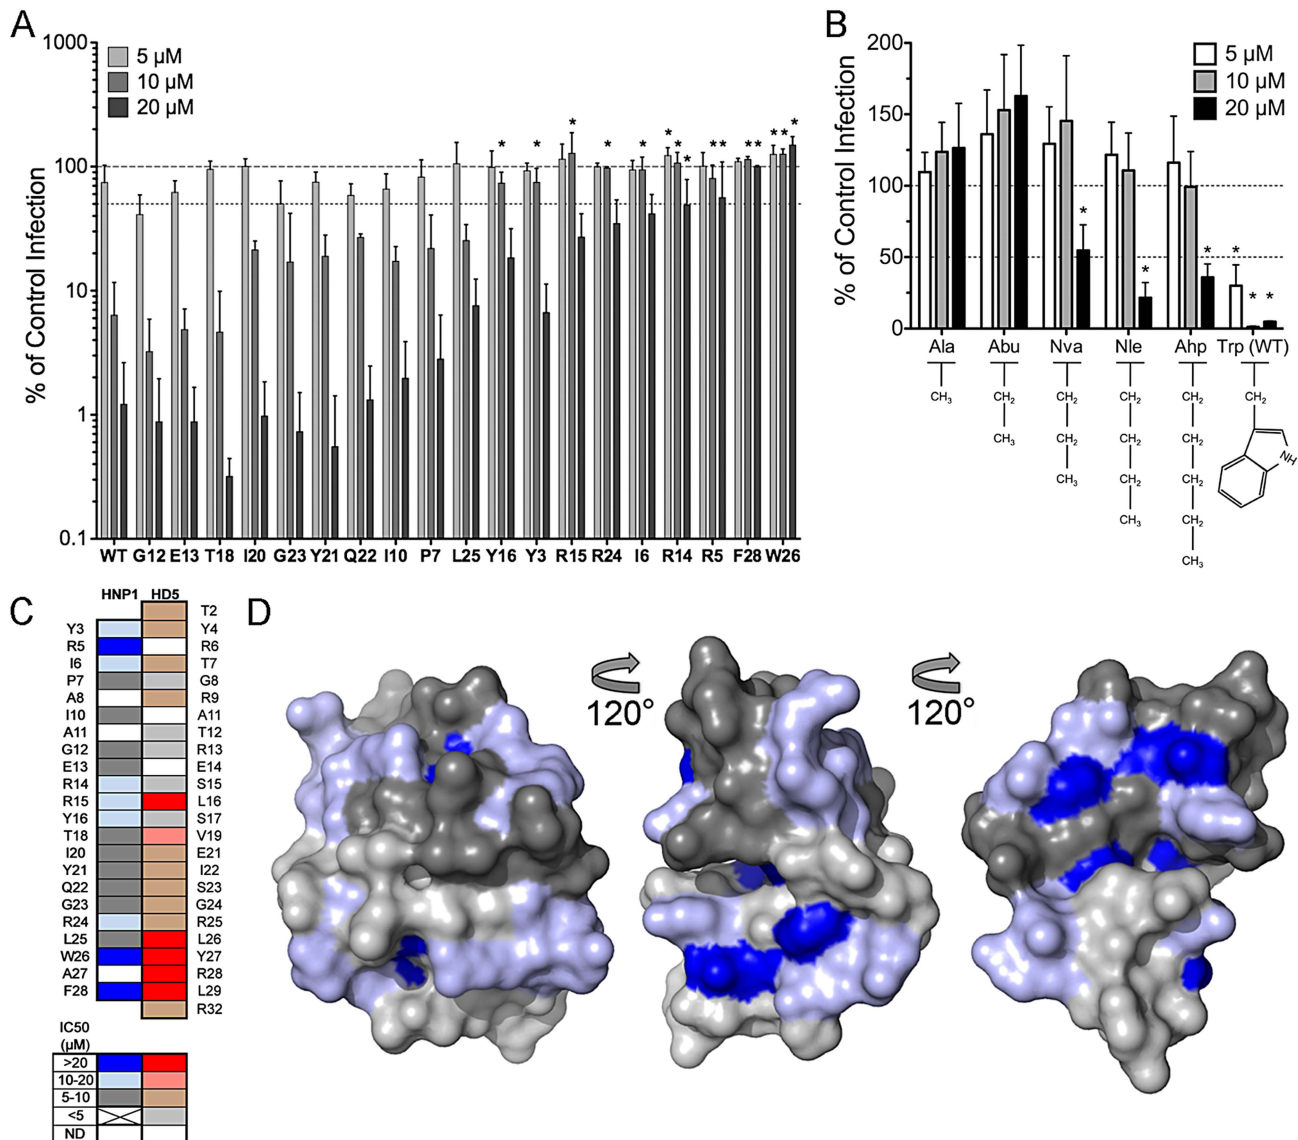 A
% of Control Infection
1000
100
10
1
0.1
5 µM
10 µM
20 µM
* * * * * * * * * * * * * * *
WT G12 E13 T18 I20 G23 Y21 Q22 I10 P7 L25 Y16 Y3 R15 R24 I6 R14 R5 F28 W26
B
% of Control Infection
200
150
100
50
0
5 µM
10 µM
20 µM
* * * * * *
Ala Abu Nva Nle Ahp Trp (WT)
CH₃ CH₂ CH₂ CH₂ CH₂ CH₂
CH₃ CH₂ CH₂ CH₂
CH₃ CH₂ CH₂
CH₃ CH₂
CH₃
NH
C
HNP1 HD5
T2
Y3 Y4
R5 R6
I6 T7
P7 G8
A8 R9
I10 A11
A11 T12
G12 R13
E13 E14
R14 S15
R15 L16
Y16 S17
T18 V19
I20 E21
Y21 I22
Q22 S23
G23 G24
R24 R25
L25 L26
W26 Y27
A27 R28
F28 L29
R32
IC50
(µM)
>20
10-20
5-10
<5
ND
D
120°
120°